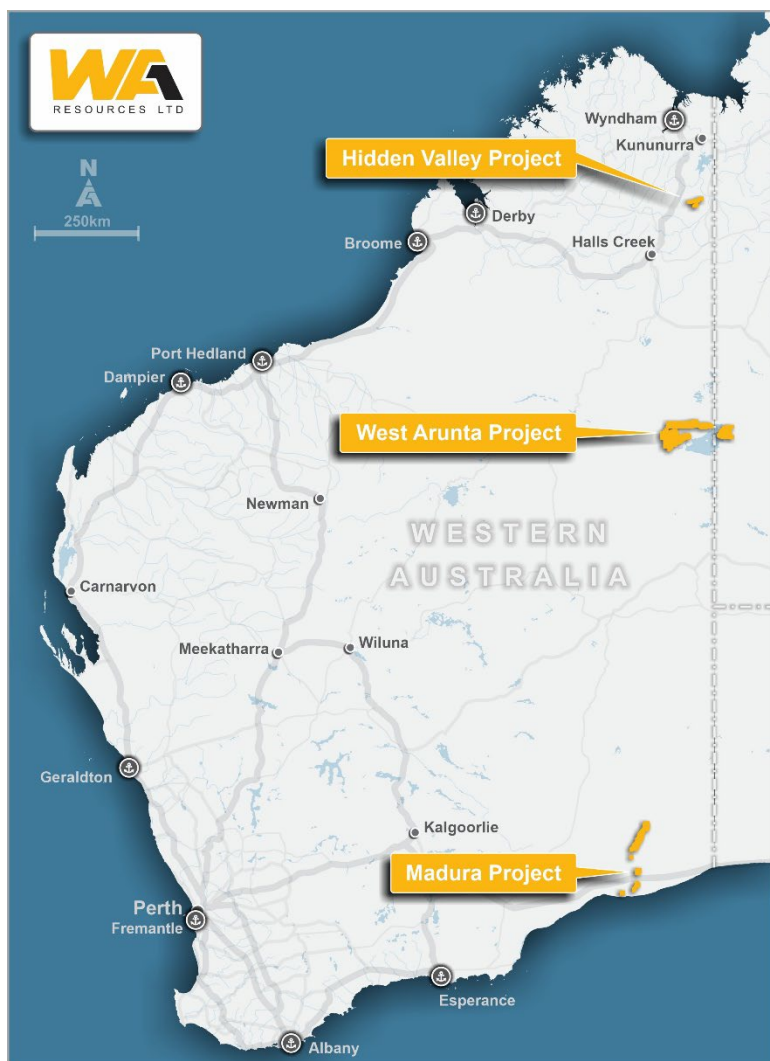 WA
RESOURCES LTD
N
250km
Wyndham
Kununurra
Hidden Valley Project
Derby
Broome
Halls Creek
Port Hedland
Dampier
West Arunta Project
Newman
WESTERN
AUSTRALIA
Carnarvon
Meekatharra
Wiluna
Geraldton
Kalgoorlie
Madura Project
Perth
Fremantle
Esperance
Albany